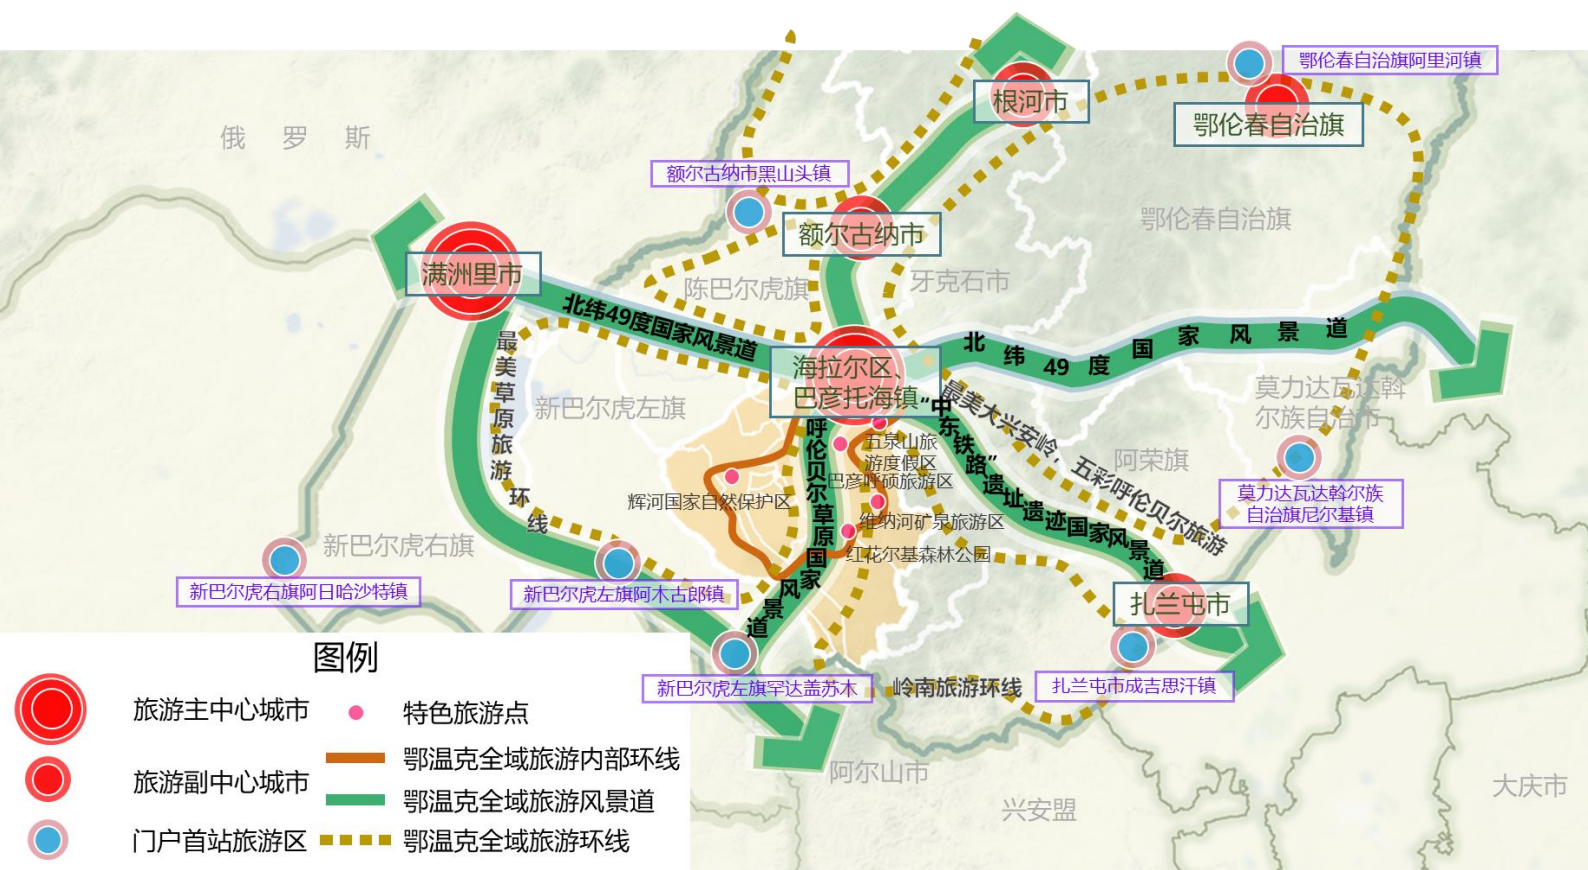 鄂伦春自治旗阿里河镇
根河市
鄂伦春自治旗
俄 罗 斯
额尔古纳市黑山头镇
额尔古纳市
鄂伦春自治旗
满洲里市
陈巴尔虎旗
牙克石市
北纬49度国家风景道
北纬49度国家风景道
最美草原旅游环线
海拉尔区、
巴彦托海镇
新巴尔虎左旗
莫力达瓦达斡
尔族自治市
最美大兴安岭，五彩呼伦贝尔旅游
“中东铁路”遗址遗迹国家风景道
呼伦贝尔草原国家风景道
五泉山旅
游度假区
阿荣旗
巴彦呼硕旅游区
辉河国家自然保护区
维纳河矿泉旅游区
红花尔基森林公园
莫力达瓦达斡尔族
自治旗尼尔基镇
新巴尔虎右旗
新巴尔虎右旗阿日哈沙特镇
新巴尔虎左旗阿木古郎镇
扎兰屯市
新巴尔虎左旗罕达盖苏木
岭南旅游环线
扎兰屯市成吉思汗镇
阿尔山市
兴安盟
大庆市
图例
旅游主中心城市
特色旅游点
鄂温克全域旅游内部环线
旅游副中心城市
鄂温克全域旅游风景道
门户首站旅游区
鄂温克全域旅游环线